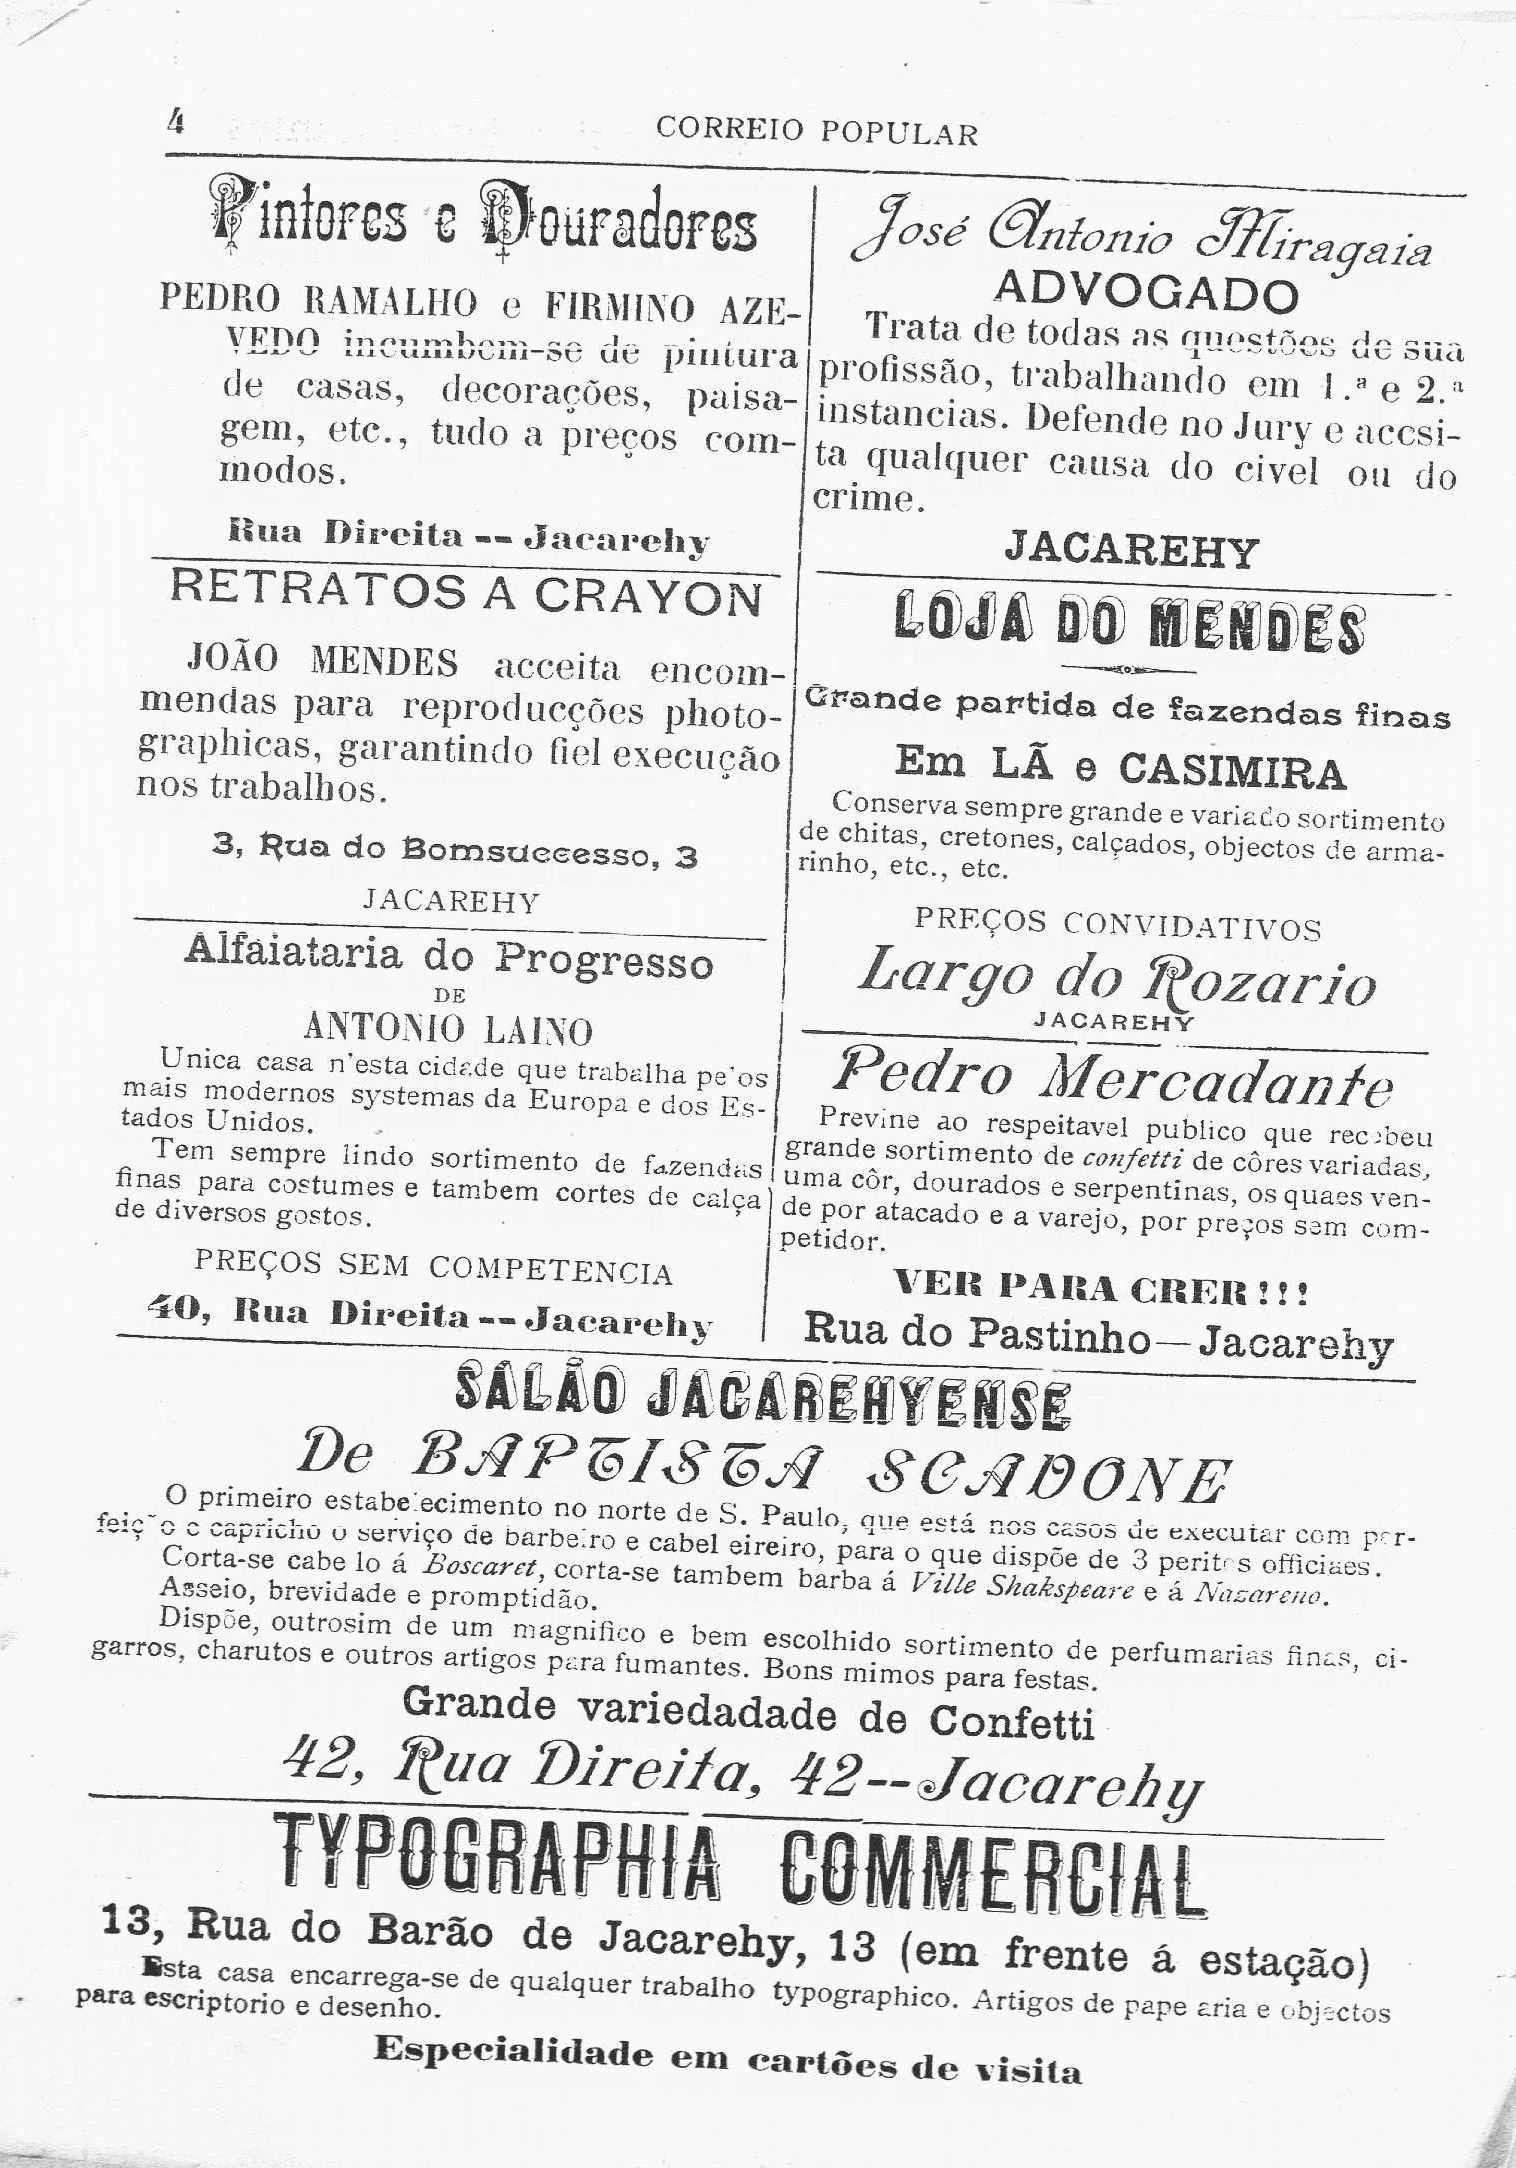 4
CORREIO POPULAR
Pintores e Douradores
PEDRO RAMALHO e FIRMINO AZE-
VEDO incumbem-se de pintura
de casas, decorações, paisa-
gem, etc., tudo a preços com-
modos.
Rua Direita -- Jacarehy
RETRATOS A CRAYON
JOÃO MENDES acceita encom-
mendas para reproducções photo-
graphicas, garantindo fiel execução
nos trabalhos.
3, Rua do Bomsuccesso, 3
JACAREHY
Alfaiataria do Progresso
DE
ANTONIO LAINO
Unica casa n'esta cidade que trabalha pe'os
mais modernos systemas da Europa e dos Es-
tados Unidos.
Tem sempre lindo sortimento de fazendas
finas para costumes e tambem cortes de calça
de diversos gostos.
PREÇOS SEM COMPETENCIA
40, Rua Direita -- Jacarehy
José Antonio Miragaia
ADVOGADO
Trata de todas as questões de sua
profissão, trabalhando em 1.ª e 2.ª
instancias. Defende no Jury e accsi-
ta qualquer causa do civel ou do
crime.
JACAREHY
LOJA DO MENDES
Grande partida de fazendas finas
Em LÃ e CASIMIRA
Conserva sempre grande e variado sortimento
de chitas, cretones, calçados, objectos de arma-
rinho, etc., etc.
PREÇOS CONVIDATIVOS
Largo do Rozario
JACAREHY
Pedro Mercadante
Previne ao respeitavel publico que recebeu
grande sortimento de confetti de côres variadas,
uma côr, dourados e serpentinas, os quaes ven-
de por atacado e a varejo, por preços sem com-
petidor.
VER PARA CRER!!!
Rua do Pastinho—Jacarehy
SALÃO JACAREHYENSE
De BAPTISTA SCADONE
O primeiro estabelecimento no norte de S. Paulo, que está nos casos de executar com per-
feição e capricho o serviço de barbeiro e cabel eireiro, para o que dispõe de 3 peritos officiaes.
Corta-se cabe lo á Boscaret, corta-se tambem barba á Ville Shakspeare e á Nazareno.
Asseio, brevidade e promptidão.
Dispõe, outrosim de um magnifico e bem escolhido sortimento de perfumarias finas, ci-
garros, charutos e outros artigos para fumantes. Bons mimos para festas.
Grande variedadade de Confetti
42, Rua Direita, 42--Jacarehy
TYPOGRAPHIA COMMERCIAL
13, Rua do Barão de Jacarehy, 13 (em frente á estação)
Esta casa encarrega-se de qualquer trabalho typographico. Artigos de pape aria e objectos
para escriptorio e desenho.
Especialidade em cartões de visita